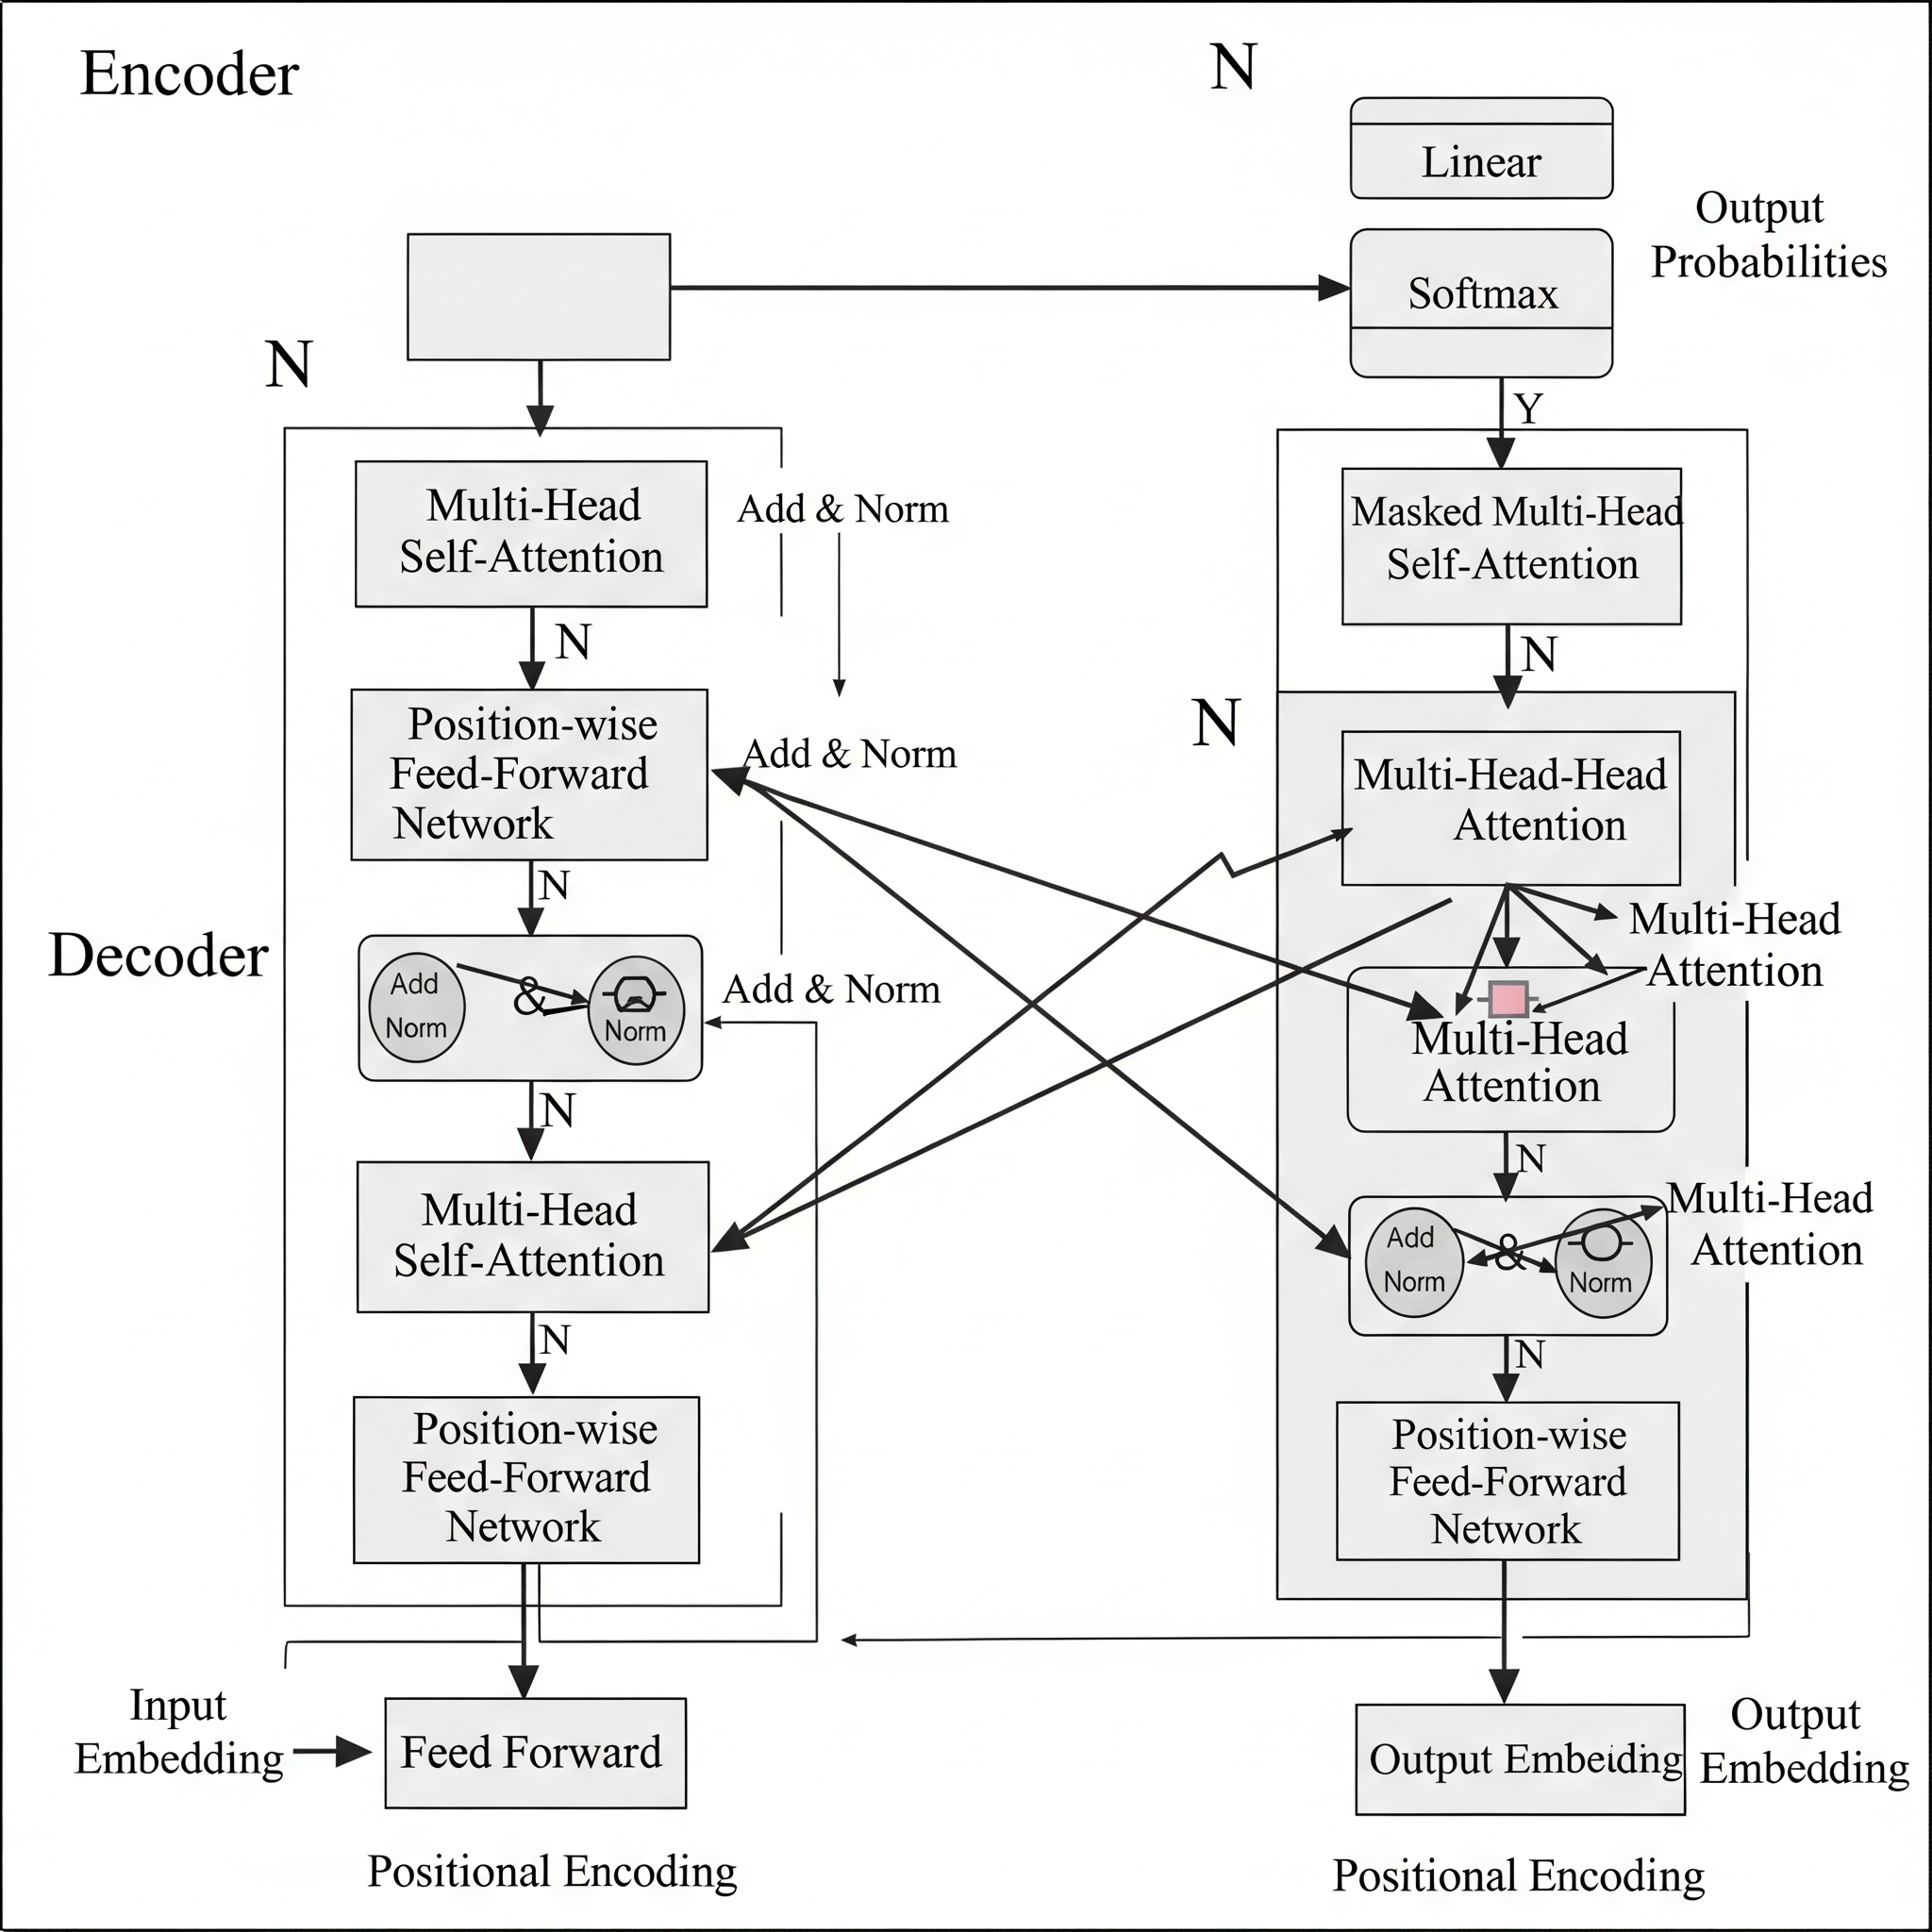 Encoder
N
Linear
Output
Probabilities
Softmax
N
Y
Multi-Head
Self-Attention
Add & Norm
Masked Multi-Head
Self-Attention
N
N
Position-wise
Feed-Forward
Network
Add & Norm
N
Multi-Head-Head
Attention
N
Multi-Head
Attention
Decoder
Add
Norm
&
Norm
Add & Norm
Multi-Head
Attention
N
N
Multi-Head
Self-Attention
Multi-Head
Attention
Add
Norm
&
Norm
N
N
Position-wise
Feed-Forward
Network
Position-wise
Feed-Forward
Network
Input
Embedding
Feed Forward
Output Embeidng
Output
Embedding
Positional Encoding
Positional Encoding